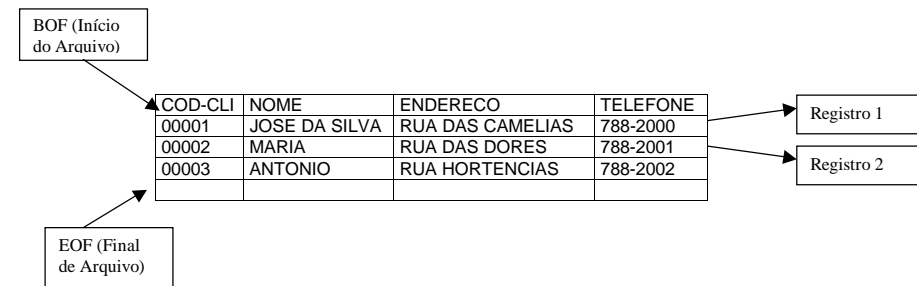 BOF (Início
do Arquivo)
COD-CLI NOME ENDERECO TELEFONE
00001 JOSE DA SILVA RUA DAS CAMELIAS 788-2000
00002 MARIA RUA DAS DORES 788-2001
00003 ANTONIO RUA HORTENCIAS 788-2002
Registro 1
Registro 2
EOF (Final
de Arquivo)